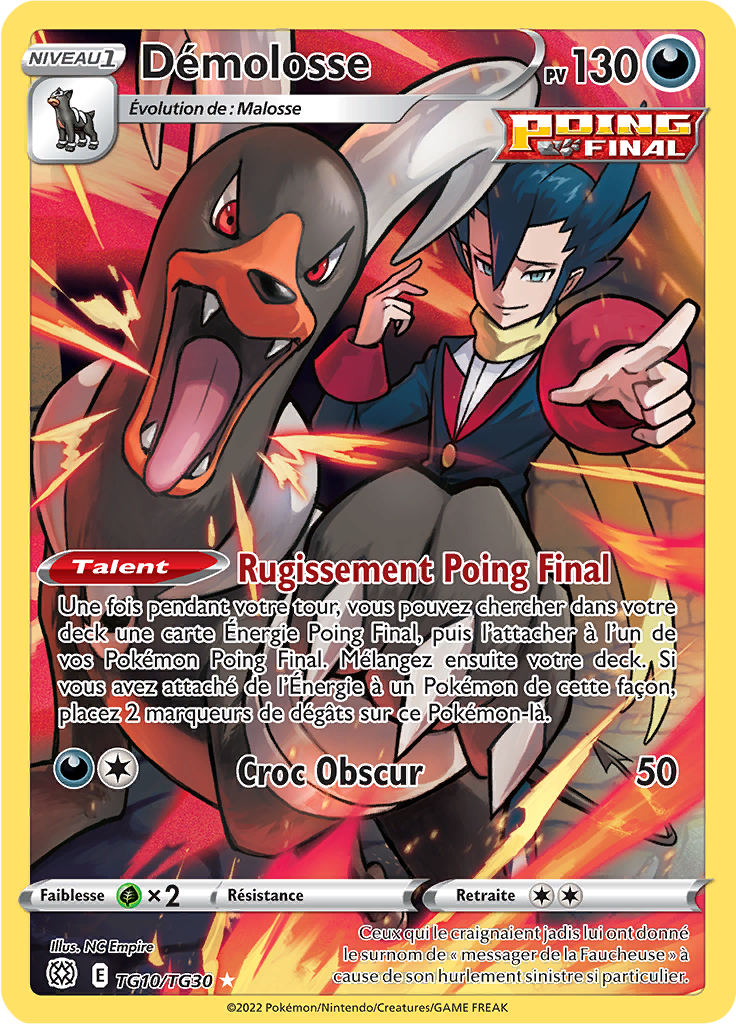 NIVEAU 1
Démolosse
PV 130
Évolution de : Malosse
POING
FINAL
Talent Rugissement Poing Final
Une fois pendant votre tour, vous pouvez chercher dans votre
deck une carte Énergie Poing Final, puis l'attacher à l'un de
vos Pokémon Poing Final. Mélangez ensuite votre deck. Si
vous avez attaché de l'Énergie à un Pokémon de cette façon,
placez 2 marqueurs de dégâts sur ce Pokémon-là.
Croc Obscur 50
Faiblesse ×2 Résistance Retraite
Illus. NC Empire
E TG10/TG30
Ceux qui le craignaient jadis lui ont donné
le surnom de « messager de la Faucheuse » à
cause de son hurlement sinistre si particulier.
©2022 Pokémon/Nintendo/Creatures/GAME FREAK